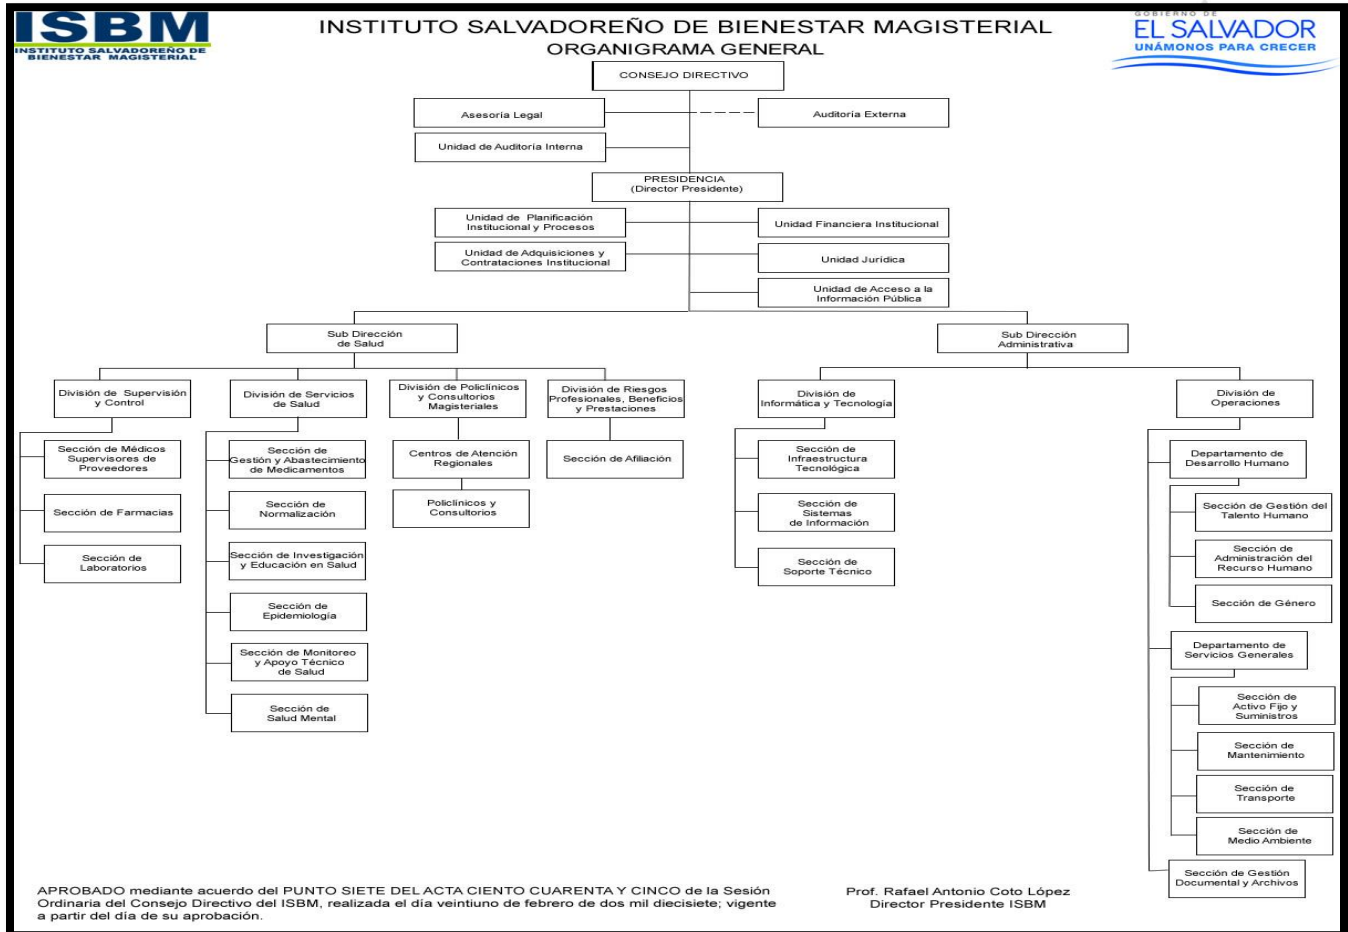 ISBM
INSTITUTO SALVADOREÑO DE
BIENESTAR MAGISTERIAL
INSTITUTO SALVADOREÑO DE BIENESTAR MAGISTERIAL
ORGANIGRAMA GENERAL
GOBIERNO DE
EL SALVADOR
UNÁMONOS PARA CRECER
CONSEJO DIRECTIVO
Asesoría Legal
Auditoría Externa
Unidad de Auditoría Interna
PRESIDENCIA
(Director Presidente)
Unidad de Planificación
Institucional y Procesos
Unidad Financiera Institucional
Unidad de Adquisiciones y
Contrataciones Institucional
Unidad Jurídica
Unidad de Acceso a la
Información Pública
Sub Dirección
de Salud
Sub Dirección
Administrativa
División de Supervisión
y Control
División de Servicios
de Salud
División de Policlínicos
y Consultorios
Magisteriales
División de Riesgos
Profesionales, Beneficios
y Prestaciones
División de
Informática y Tecnología
División de
Operaciones
Sección de Médicos
Supervisores de
Proveedores
Sección de Farmacias
Sección de
Laboratorios
Sección de
Gestión y Abastecimiento
de Medicamentos
Sección de
Normalización
Sección de Investigación
y Educación en Salud
Sección de
Epidemiología
Sección de Monitoreo
y Apoyo Técnico
de Salud
Sección de
Salud Mental
Centros de Atención
Regionales
Policlínicos y
Consultorios
Sección de Afiliación
Sección de
Infraestructura
Tecnológica
Sección de
Sistemas
de Información
Sección de
Soporte Técnico
Departamento de
Desarrollo Humano
Sección de Gestión del
Talento Humano
Sección de
Administración del
Recurso Humano
Sección de Género
Departamento de
Servicios Generales
Sección de
Activo Fijo y
Suministros
Sección de
Mantenimiento
Sección de
Transporte
Sección de
Medio Ambiente
Sección de Gestión
Documental y Archivos
APROBADO mediante acuerdo del PUNTO SIETE DEL ACTA CIENTO CUARENTA Y CINCO de la Sesión
Ordinaria del Consejo Directivo del ISBM, realizada el día veintiuno de febrero de dos mil diecisiete; vigente
a partir del día de su aprobación.
Prof. Rafael Antonio Coto López
Director Presidente ISBM